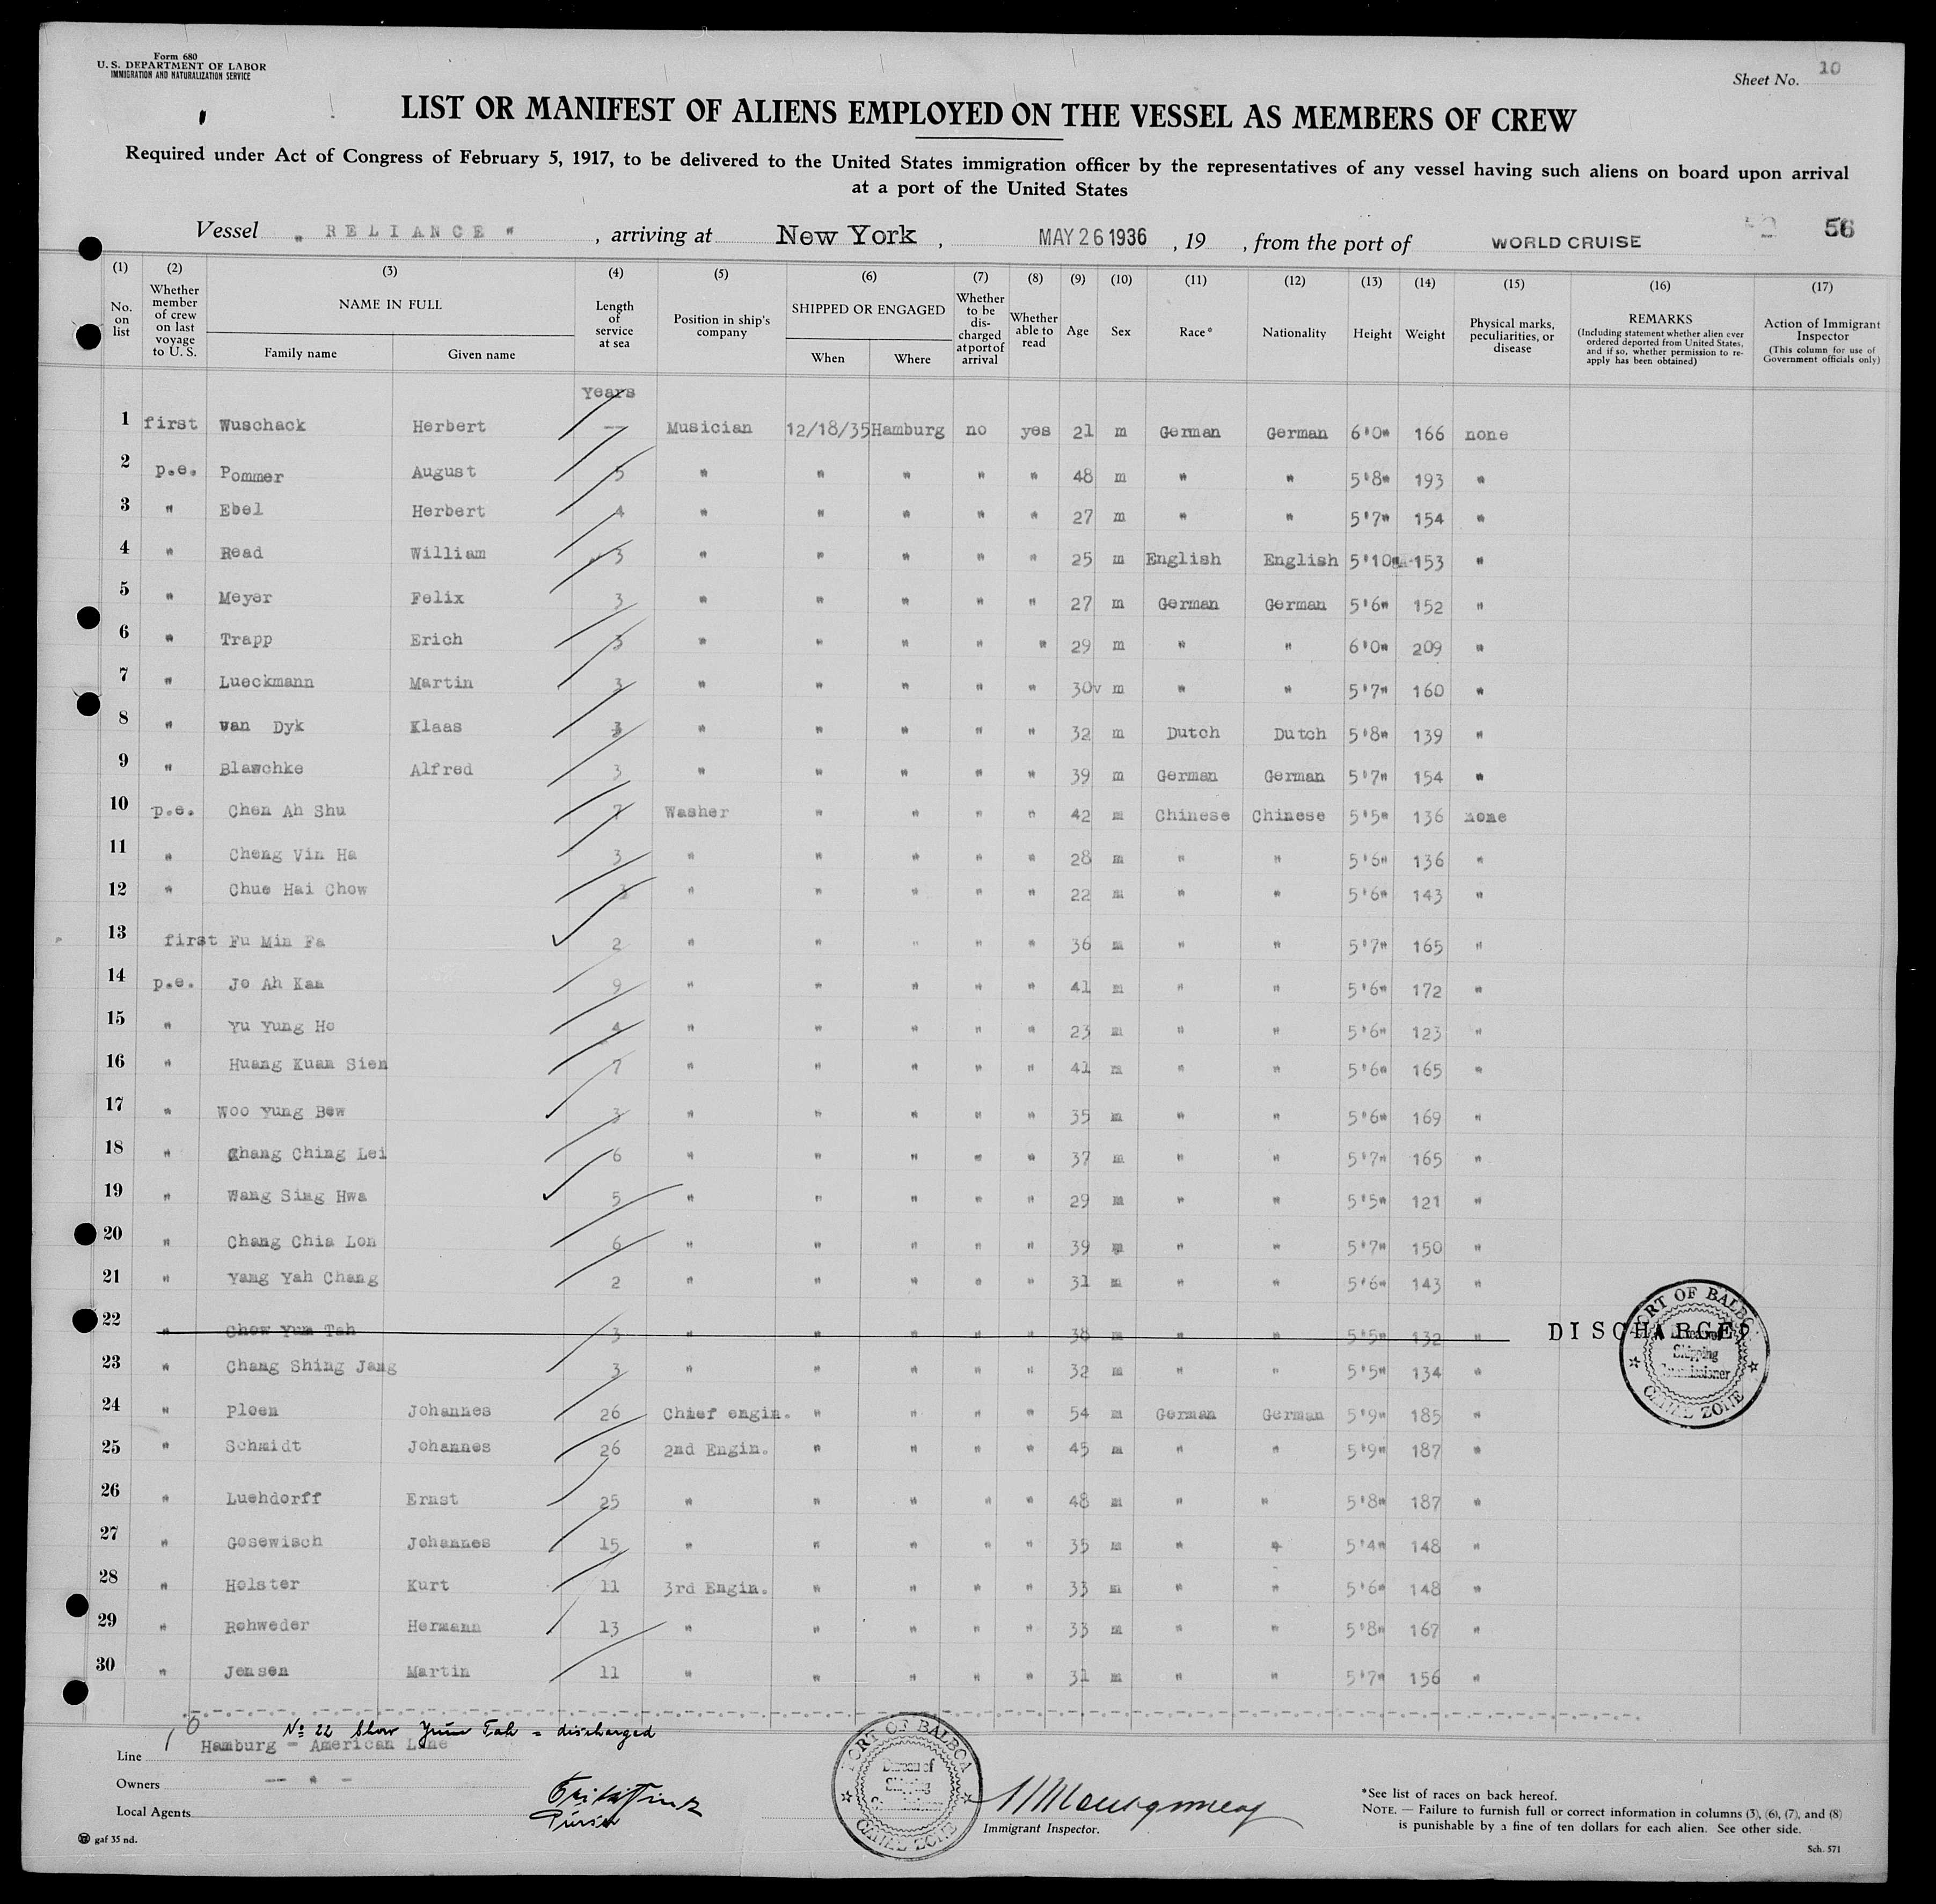 Form 680
U. S. DEPARTMENT OF LABOR
IMMIGRATION AND NATURALIZATION SERVICE
Sheet No. 10
LIST OR MANIFEST OF ALIENS EMPLOYED ON THE VESSEL AS MEMBERS OF CREW
Required under Act of Congress of February 5, 1917, to be delivered to the United States immigration officer by the representatives of any vessel having such aliens on board upon arrival
at a port of the United States
Vessel " RELIANCE " , arriving at New York , MAY 26 1936 , 19 , from the port of WORLD CRUISE 56
(1) (2) (3) (4) (5) (6) (7) (8) (9) (10) (11) (12) (13) (14) (15) (16) (17)
No. on list
Whether member of crew on last voyage to U. S.
NAME IN FULL
Family name
Given name
Length of service at sea
Position in ship's company
SHIPPED OR ENGAGED
When
Where
Whether to be discharged at port of arrival
Whether able to read
Age
Sex
Race*
Nationality
Height
Weight
Physical marks, peculiarities, or disease
REMARKS
(Including statement whether alien ever ordered deported from United States, and if so, whether permission to reapply has been obtained)
Action of Immigrant Inspector
(This column for use of Government officials only)
Years
1 first Wuschack Herbert — Musician 12/18/35 Hamburg no yes 21 m German German 6'0" 166 none
2 p.e. Pommer August 5 " " " " " 48 m " " 5'8" 193 "
3 " Ebel Herbert 4 " " " " " 27 m " " 5'7" 154 "
4 " Read William 3 " " " " " 25 m English English 5'10" 153 "
5 " Meyer Felix 3 " " " " " 27 m German German 5'6" 152 "
6 " Trapp Erich 3 " " " " " 29 m " " 6'0" 209 "
7 " Lueckmann Martin 3 " " " " " 30v m " " 5'7" 160 "
8 " van Dyk Klaas 3 " " " " " 32 m Dutch Dutch 5'8" 139 "
9 " Blaschke Alfred 3 " " " " " 39 m German German 5'7" 154 "
10 p.e. Chen Ah Shu 7 Washer " " " " 42 m Chinese Chinese 5'5" 136 none
11 " Cheng Vin Ha 3 " " " " " 28 m " " 5'6" 136 "
12 " Chue Hai Chow 3 " " " " " 22 m " " 5'6" 143 "
13 first Fu Min Fa 2 " " " " " 36 m " " 5'7" 165 "
14 p.e. Jo Ah Kan 9 " " " " " 41 m " " 5'6" 172 "
15 " Yu Yung Ho 4 " " " " " 23 m " " 5'6" 123 "
16 " Huang Kuan Sien 7 " " " " " 41 m " " 5'6" 165 "
17 " Woo Yung Bew 3 " " " " " 35 m " " 5'6" 169 "
18 " Chang Ching Lei 6 " " " " " 37 m " " 5'7" 165 "
19 " Wang Sing Hwa 5 " " " " " 29 m " " 5'5" 121 "
20 " Chang Chia Lon 6 " " " " " 39 m " " 5'7" 150 "
21 " Yang Yah Chang 2 " " " " " 31 m " " 5'6" 143 "
22 " Chow Yum Tah 3 " " " " " 38 m " " 5'5" 132 " DISCHARGED
23 " Chang Shing Jang 3 " " " " " 32 m " " 5'5" 134 "
24 " Ploen Johannes 26 Chief engin. " " " " 54 m German German 5'9" 185 "
25 " Schmidt Johannes 26 2nd Engin. " " " " 45 m " " 5'9" 187 "
26 " Luehdorff Ernst 25 " " " " " 48 m " " 5'8" 187 "
27 " Gosewisch Johannes 15 " " " " " 35 m " " 5'4" 148 "
28 " Holster Kurt 11 3rd Engin. " " " " 33 m " " 5'6" 148 "
29 " Rohweder Hermann 13 " " " " " 33 m " " 5'8" 167 "
30 " Jensen Martin 11 " " " " " 31 m " " 5'7" 156 "
PORT OF BALBOA
Shipping Commissioner
CANAL ZONE
No 22 Show Yum Tah = discharged
Line Hamburg - American Line
Owners — " —
Local Agents
PORT OF BALBOA
Bureau of
Shipping
CANAL ZONE
Montgomery
Immigrant Inspector.
*See list of races on back hereof.
NOTE. — Failure to furnish full or correct information in columns (3), (6), (7), and (8)
is punishable by a fine of ten dollars for each alien. See other side.
gaf 35 nd.
Sch. 571